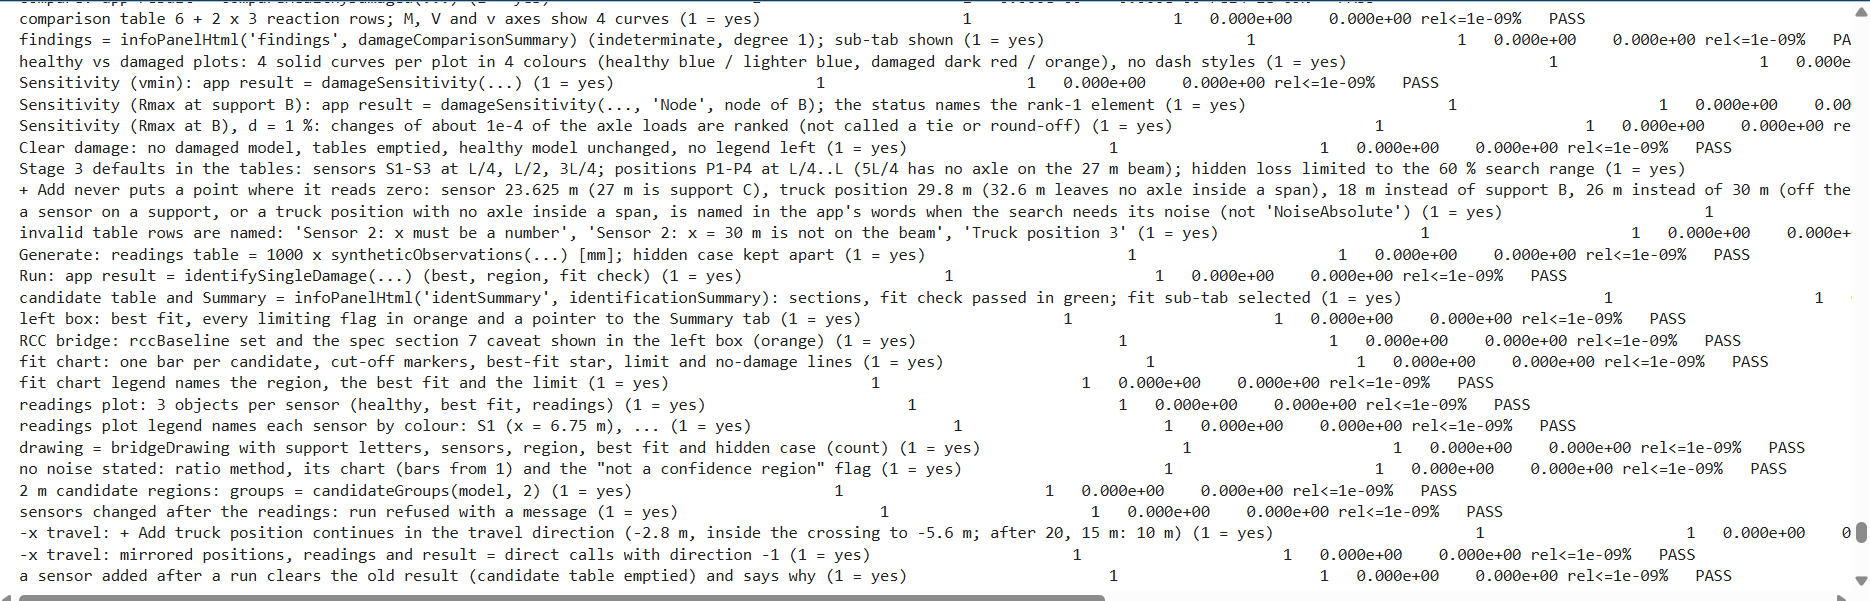 comparison table 6 + 2 x 3 reaction rows; M, V and v axes show 4 curves (1 = yes) 1 1 0.000e+00 0.000e+00 rel<=1e-09% PASS
findings = infoPanelHtml('findings', damageComparisonSummary) (indeterminate, degree 1); sub-tab shown (1 = yes) 1 1 0.000e+00 0.000e+00 rel<=1e-09% PA
healthy vs damaged plots: 4 solid curves per plot in 4 colours (healthy blue / lighter blue, damaged dark red / orange), no dash styles (1 = yes) 1 1 0.000e
Sensitivity (vmin): app result = damageSensitivity(...) (1 = yes) 1 1 0.000e+00 0.000e+00 rel<=1e-09% PASS
Sensitivity (Rmax at support B): app result = damageSensitivity(..., 'Node', node of B); the status names the rank-1 element (1 = yes) 1 1 0.000e+00 0.00
Sensitivity (Rmax at B), d = 1 %: changes of about 1e-4 of the axle loads are ranked (not called a tie or round-off) (1 = yes) 1 1 0.000e+00 0.000e+00 re
Clear damage: no damaged model, tables emptied, healthy model unchanged, no legend left (1 = yes) 1 1 0.000e+00 0.000e+00 rel<=1e-09% PASS
Stage 3 defaults in the tables: sensors S1-S3 at L/4, L/2, 3L/4; positions P1-P4 at L/4..L (5L/4 has no axle on the 27 m beam); hidden loss limited to the 60 % search range (1 = yes)
+ Add never puts a point where it reads zero: sensor 23.625 m (27 m is support C), truck position 29.8 m (32.6 m leaves no axle inside a span), 18 m instead of support B, 26 m instead of 30 m (off the
a sensor on a support, or a truck position with no axle inside a span, is named in the app's words when the search needs its noise (not 'NoiseAbsolute') (1 = yes) 1
invalid table rows are named: 'Sensor 2: x must be a number', 'Sensor 2: x = 30 m is not on the beam', 'Truck position 3' (1 = yes) 1 1 0.000e+00 0.000e+
Generate: readings table = 1000 x syntheticObservations(...) [mm]; hidden case kept apart (1 = yes) 1 1 0.000e+00 0.000e+00 rel<=1e-09% PASS
Run: app result = identifySingleDamage(...) (best, region, fit check) (1 = yes) 1 1 0.000e+00 0.000e+00 rel<=1e-09% PASS
candidate table and Summary = infoPanelHtml('identSummary', identificationSummary): sections, fit check passed in green; fit sub-tab selected (1 = yes) 1 1
left box: best fit, every limiting flag in orange and a pointer to the Summary tab (1 = yes) 1 1 0.000e+00 0.000e+00 rel<=1e-09% PASS
RCC bridge: rccBaseline set and the spec section 7 caveat shown in the left box (orange) (1 = yes) 1 1 0.000e+00 0.000e+00 rel<=1e-09% PASS
fit chart: one bar per candidate, cut-off markers, best-fit star, limit and no-damage lines (1 = yes) 1 1 0.000e+00 0.000e+00 rel<=1e-09% PASS
fit chart legend names the region, the best fit and the limit (1 = yes) 1 1 0.000e+00 0.000e+00 rel<=1e-09% PASS
readings plot: 3 objects per sensor (healthy, best fit, readings) (1 = yes) 1 1 0.000e+00 0.000e+00 rel<=1e-09% PASS
readings plot legend names each sensor by colour: S1 (x = 6.75 m), ... (1 = yes) 1 1 0.000e+00 0.000e+00 rel<=1e-09% PASS
drawing = bridgeDrawing with support letters, sensors, region, best fit and hidden case (count) (1 = yes) 1 1 0.000e+00 0.000e+00 rel<=1e-09% PASS
no noise stated: ratio method, its chart (bars from 1) and the "not a confidence region" flag (1 = yes) 1 1 0.000e+00 0.000e+00 rel<=1e-09% PASS
2 m candidate regions: groups = candidateGroups(model, 2) (1 = yes) 1 1 0.000e+00 0.000e+00 rel<=1e-09% PASS
sensors changed after the readings: run refused with a message (1 = yes) 1 1 0.000e+00 0.000e+00 rel<=1e-09% PASS
-x travel: + Add truck position continues in the travel direction (-2.8 m, inside the crossing to -5.6 m; after 20, 15 m: 10 m) (1 = yes) 1 1 0.000e+00 0
-x travel: mirrored positions, readings and result = direct calls with direction -1 (1 = yes) 1 1 0.000e+00 0.000e+00 rel<=1e-09% PASS
a sensor added after a run clears the old result (candidate table emptied) and says why (1 = yes) 1 1 0.000e+00 0.000e+00 rel<=1e-09% PASS